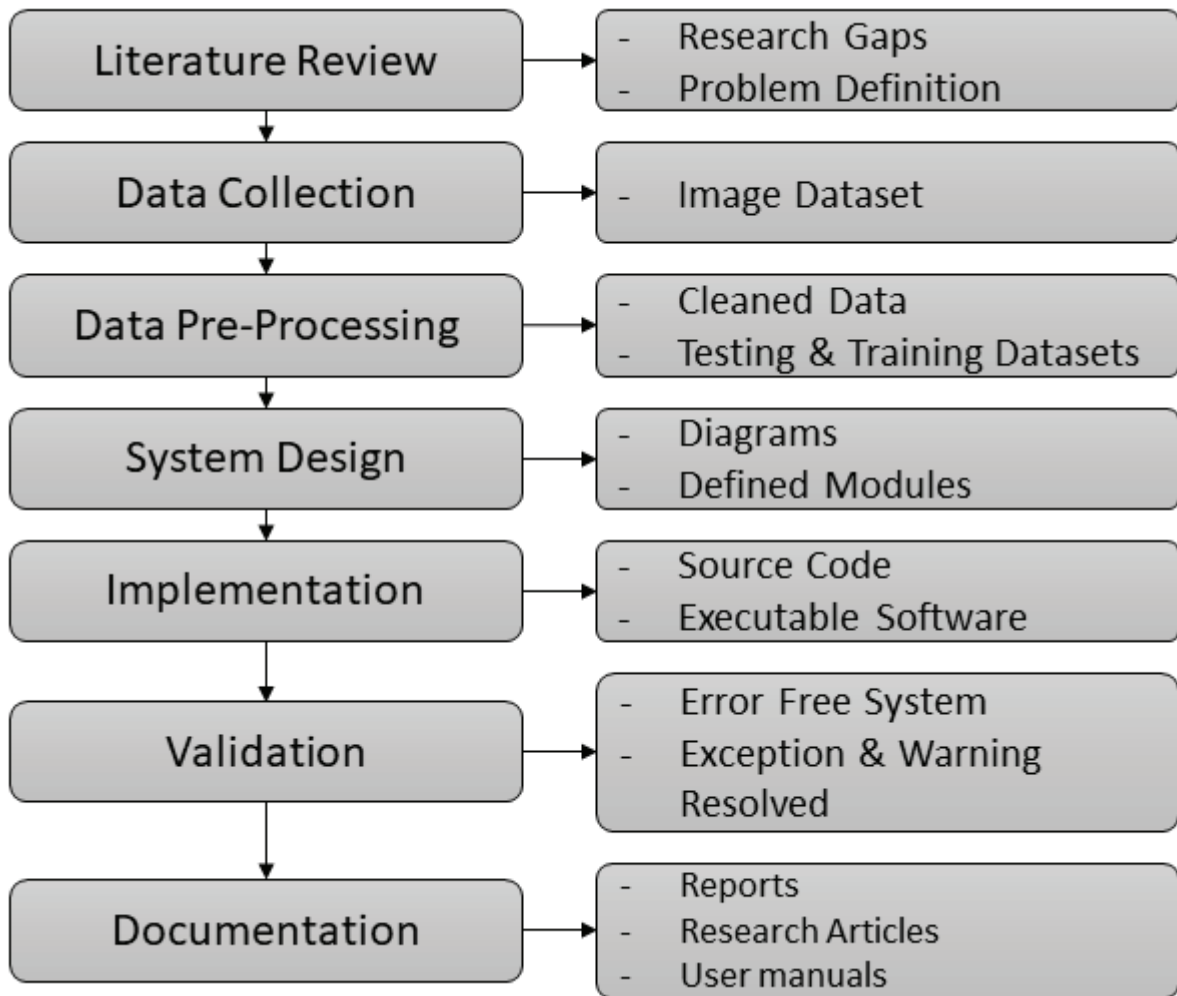 Literature Review
- Research Gaps
- Problem Definition
Data Collection
- Image Dataset
Data Pre-Processing
- Cleaned Data
- Testing & Training Datasets
System Design
- Diagrams
- Defined Modules
Implementation
- Source Code
- Executable Software
Validation
- Error Free System
- Exception & Warning
Resolved
Documentation
- Reports
- Research Articles
- User manuals